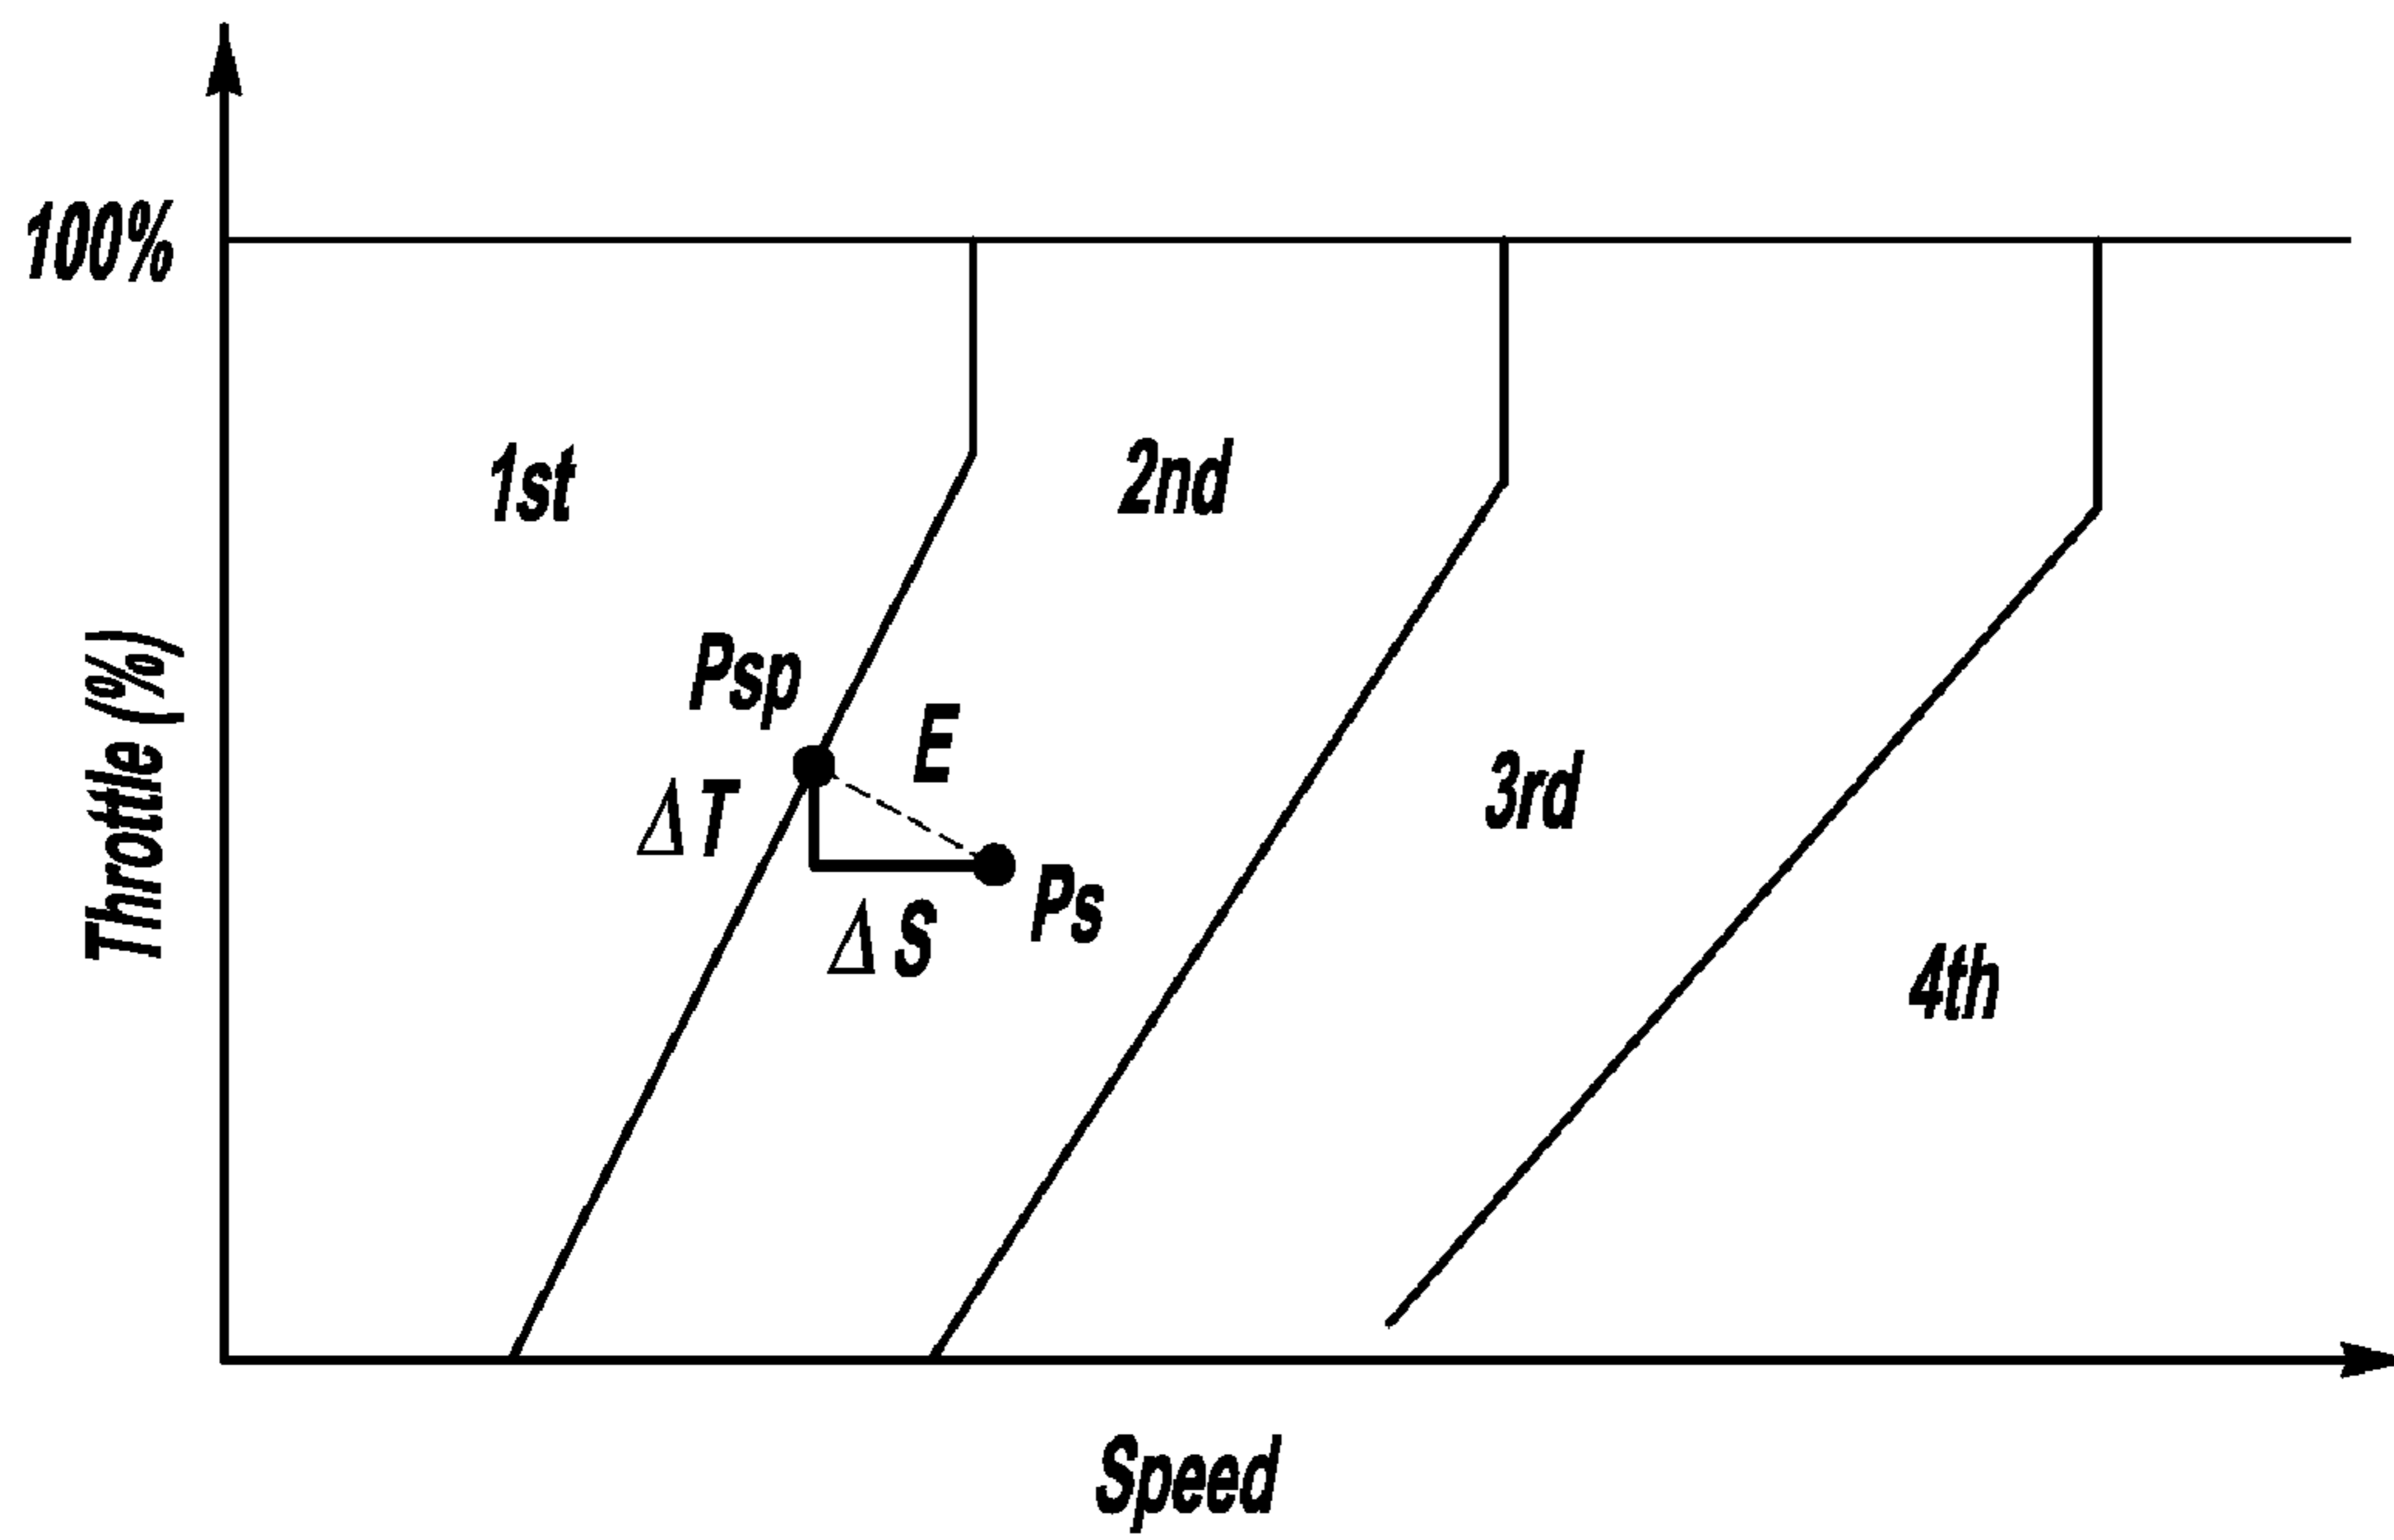 100%
1st
2nd
Psp
E
ΔT
3rd
Ps
ΔS
4th
Throttle (%)
Speed